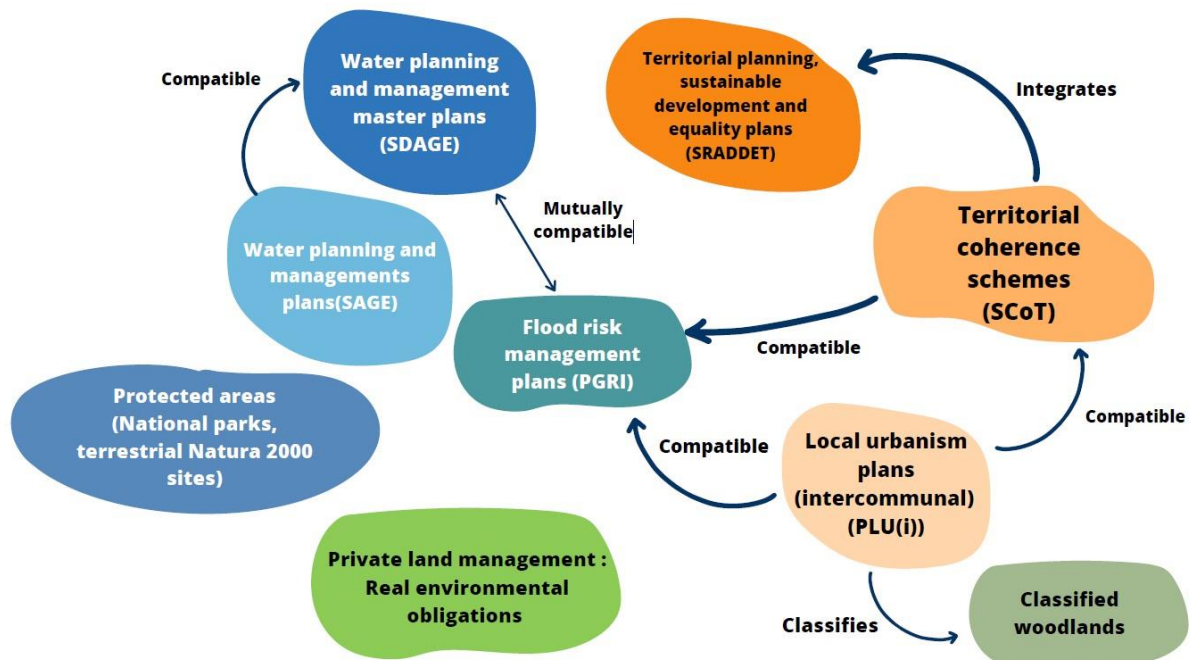 Compatible
Water planning
and management
master plans
(SDAGE)
Territorial planning,
sustainable
development and
equality plans
(SRADDET)
Integrates
Water planning and
managements
plans(SAGE)
Mutually
compatible
Territorial
coherence
schemes
(SCoT)
Flood risk
management
plans (PGRI)
Compatible
Protected areas
(National parks,
terrestrial Natura 2000
sites)
Compatible
Local urbanism
plans
(intercommunal)
(PLU(i))
Compatible
Private land management :
Real environmental
obligations
Classifies
Classified
woodlands